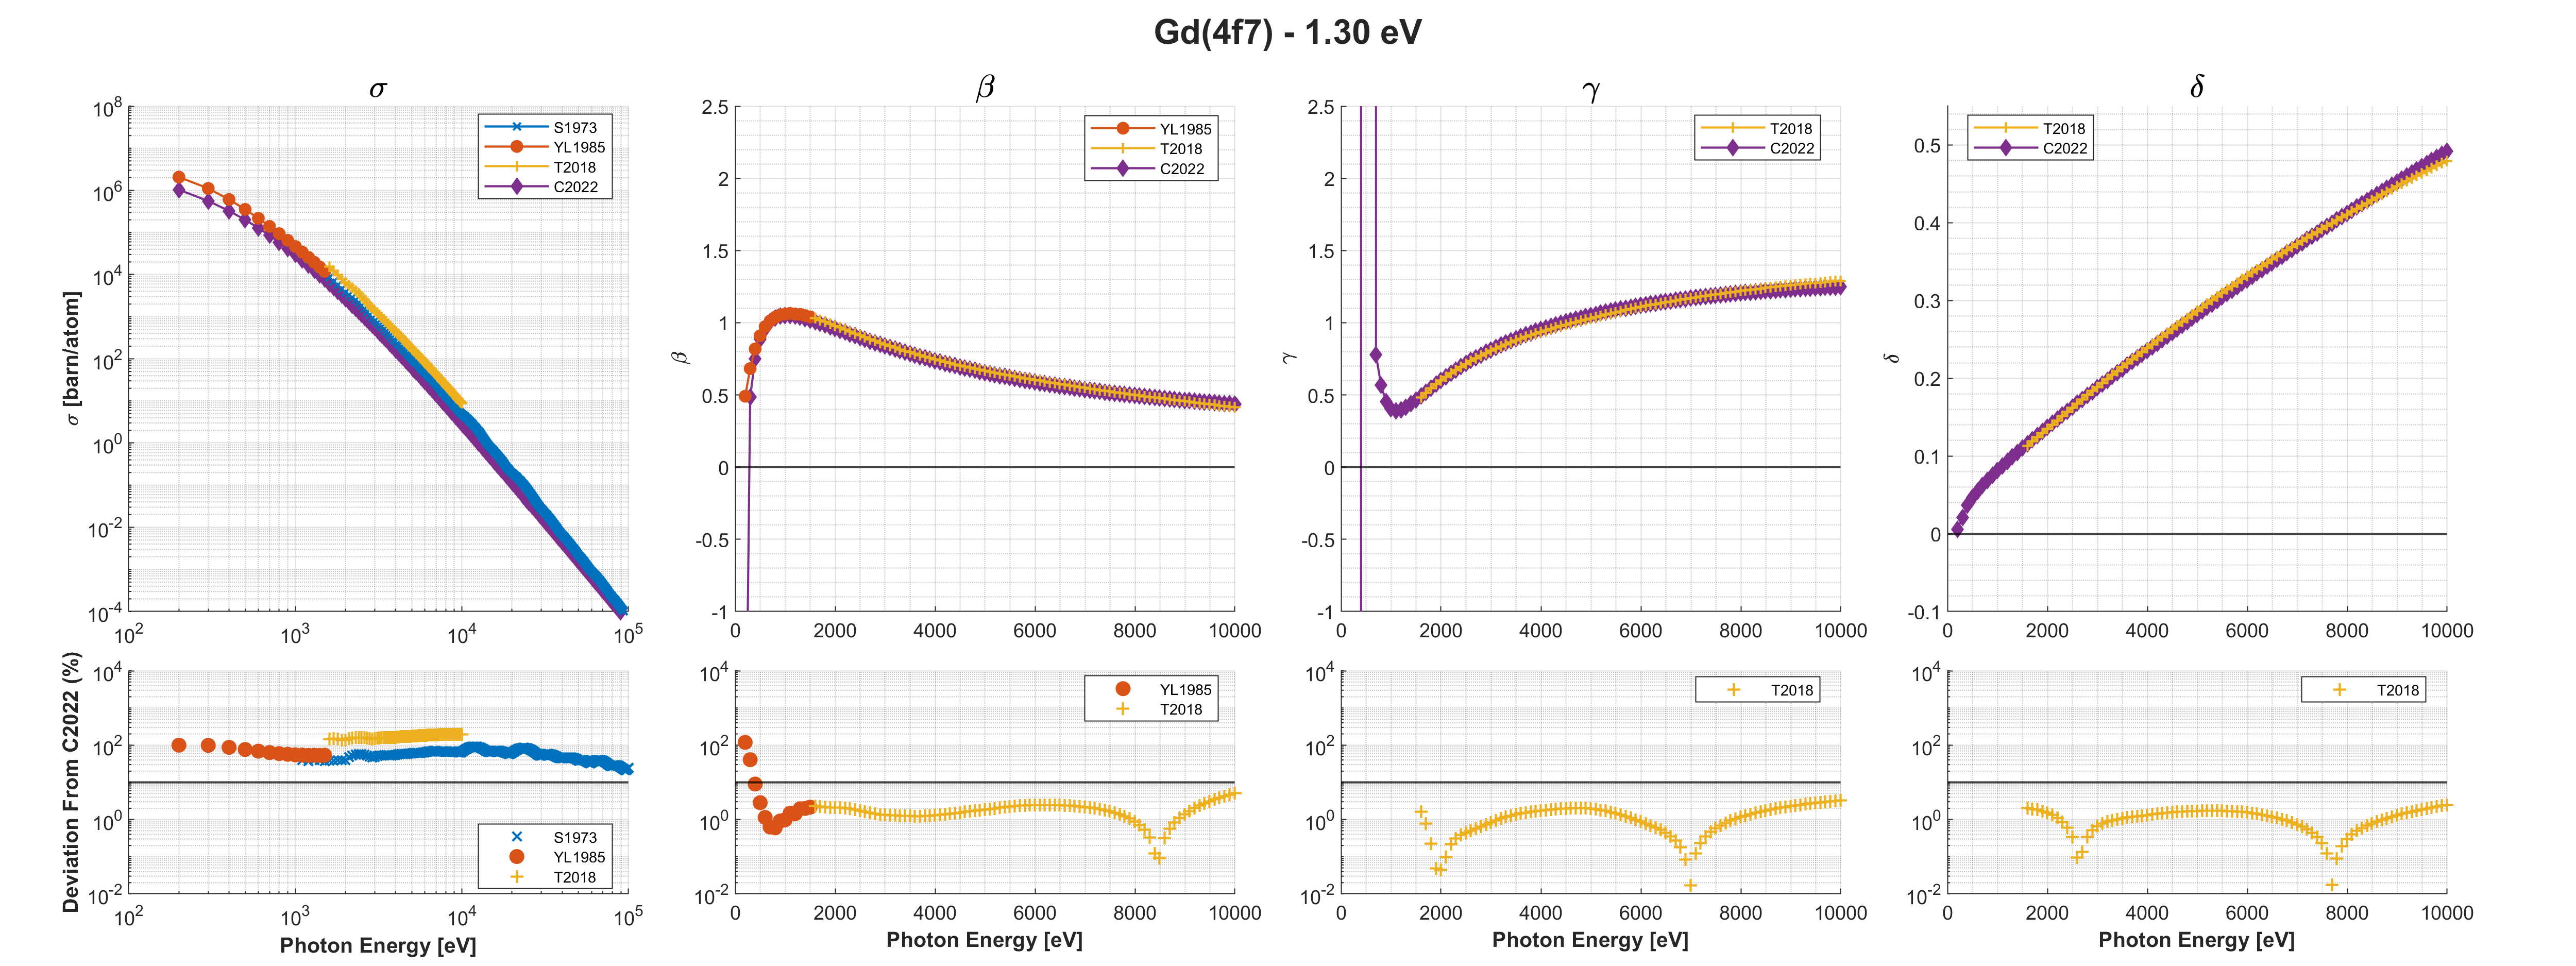 Gd(4f7) - 1.30 eV
σ
σ [barn/atom]
10^8
10^6
10^4
10^2
10^0
10^-2
10^-4
10^2
10^3
10^4
10^5
S1973
YL1985
T2018
C2022
β
β
2.5
2
1.5
1
0.5
0
-0.5
-1
0
2000
4000
6000
8000
10000
YL1985
T2018
C2022
γ
γ
2.5
2
1.5
1
0.5
0
-0.5
-1
0
2000
4000
6000
8000
10000
T2018
C2022
δ
δ
0.5
0.4
0.3
0.2
0.1
0
-0.1
0
2000
4000
6000
8000
10000
T2018
C2022
Deviation From C2022 (%)
10^4
10^2
10^0
10^-2
10^2
10^3
10^4
10^5
Photon Energy [eV]
S1973
YL1985
T2018
10^4
10^2
10^0
10^-2
0
2000
4000
6000
8000
10000
Photon Energy [eV]
YL1985
T2018
10^4
10^2
10^0
10^-2
0
2000
4000
6000
8000
10000
Photon Energy [eV]
T2018
10^4
10^2
10^0
10^-2
0
2000
4000
6000
8000
10000
Photon Energy [eV]
T2018